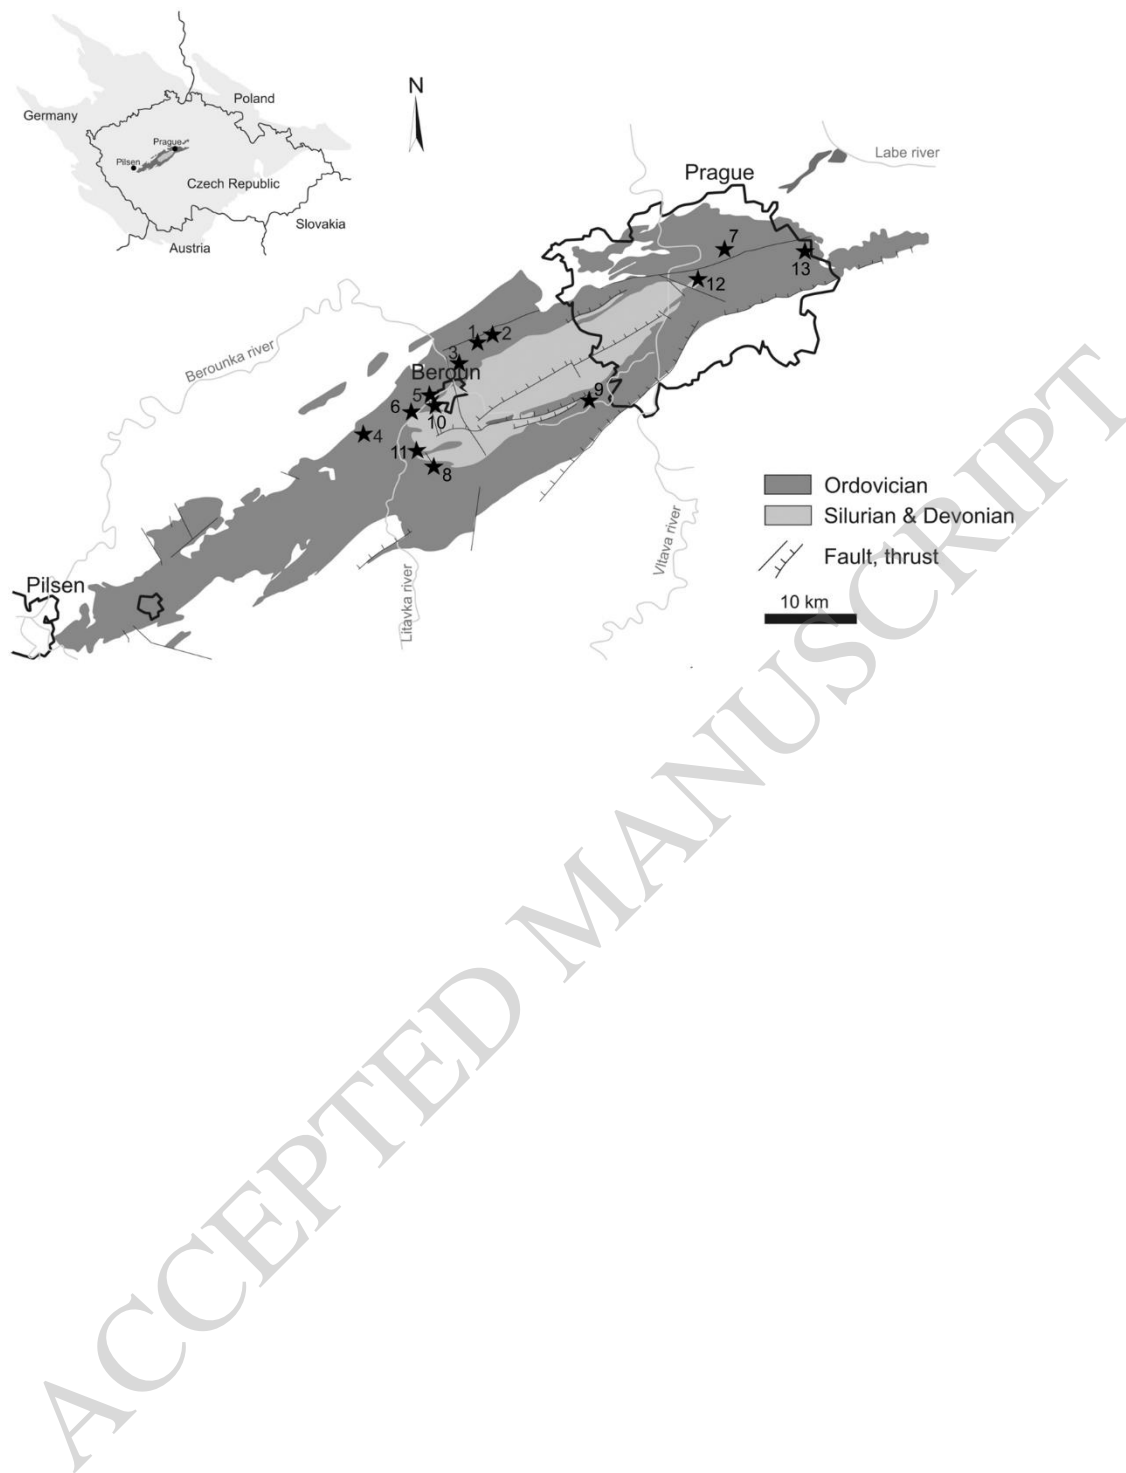 Germany
Poland
Prague
Pilsen
Czech Republic
Slovakia
Austria
N
Labe river
Prague
7
13
12
Berounka river
1
2
3
Beroun
5
6
10
9
4
11
8
Ordovician
Silurian & Devonian
Fault, thrust
10 km
Vltava river
Litavka river
Pilsen
ACCEPTED MANUSCRIPT